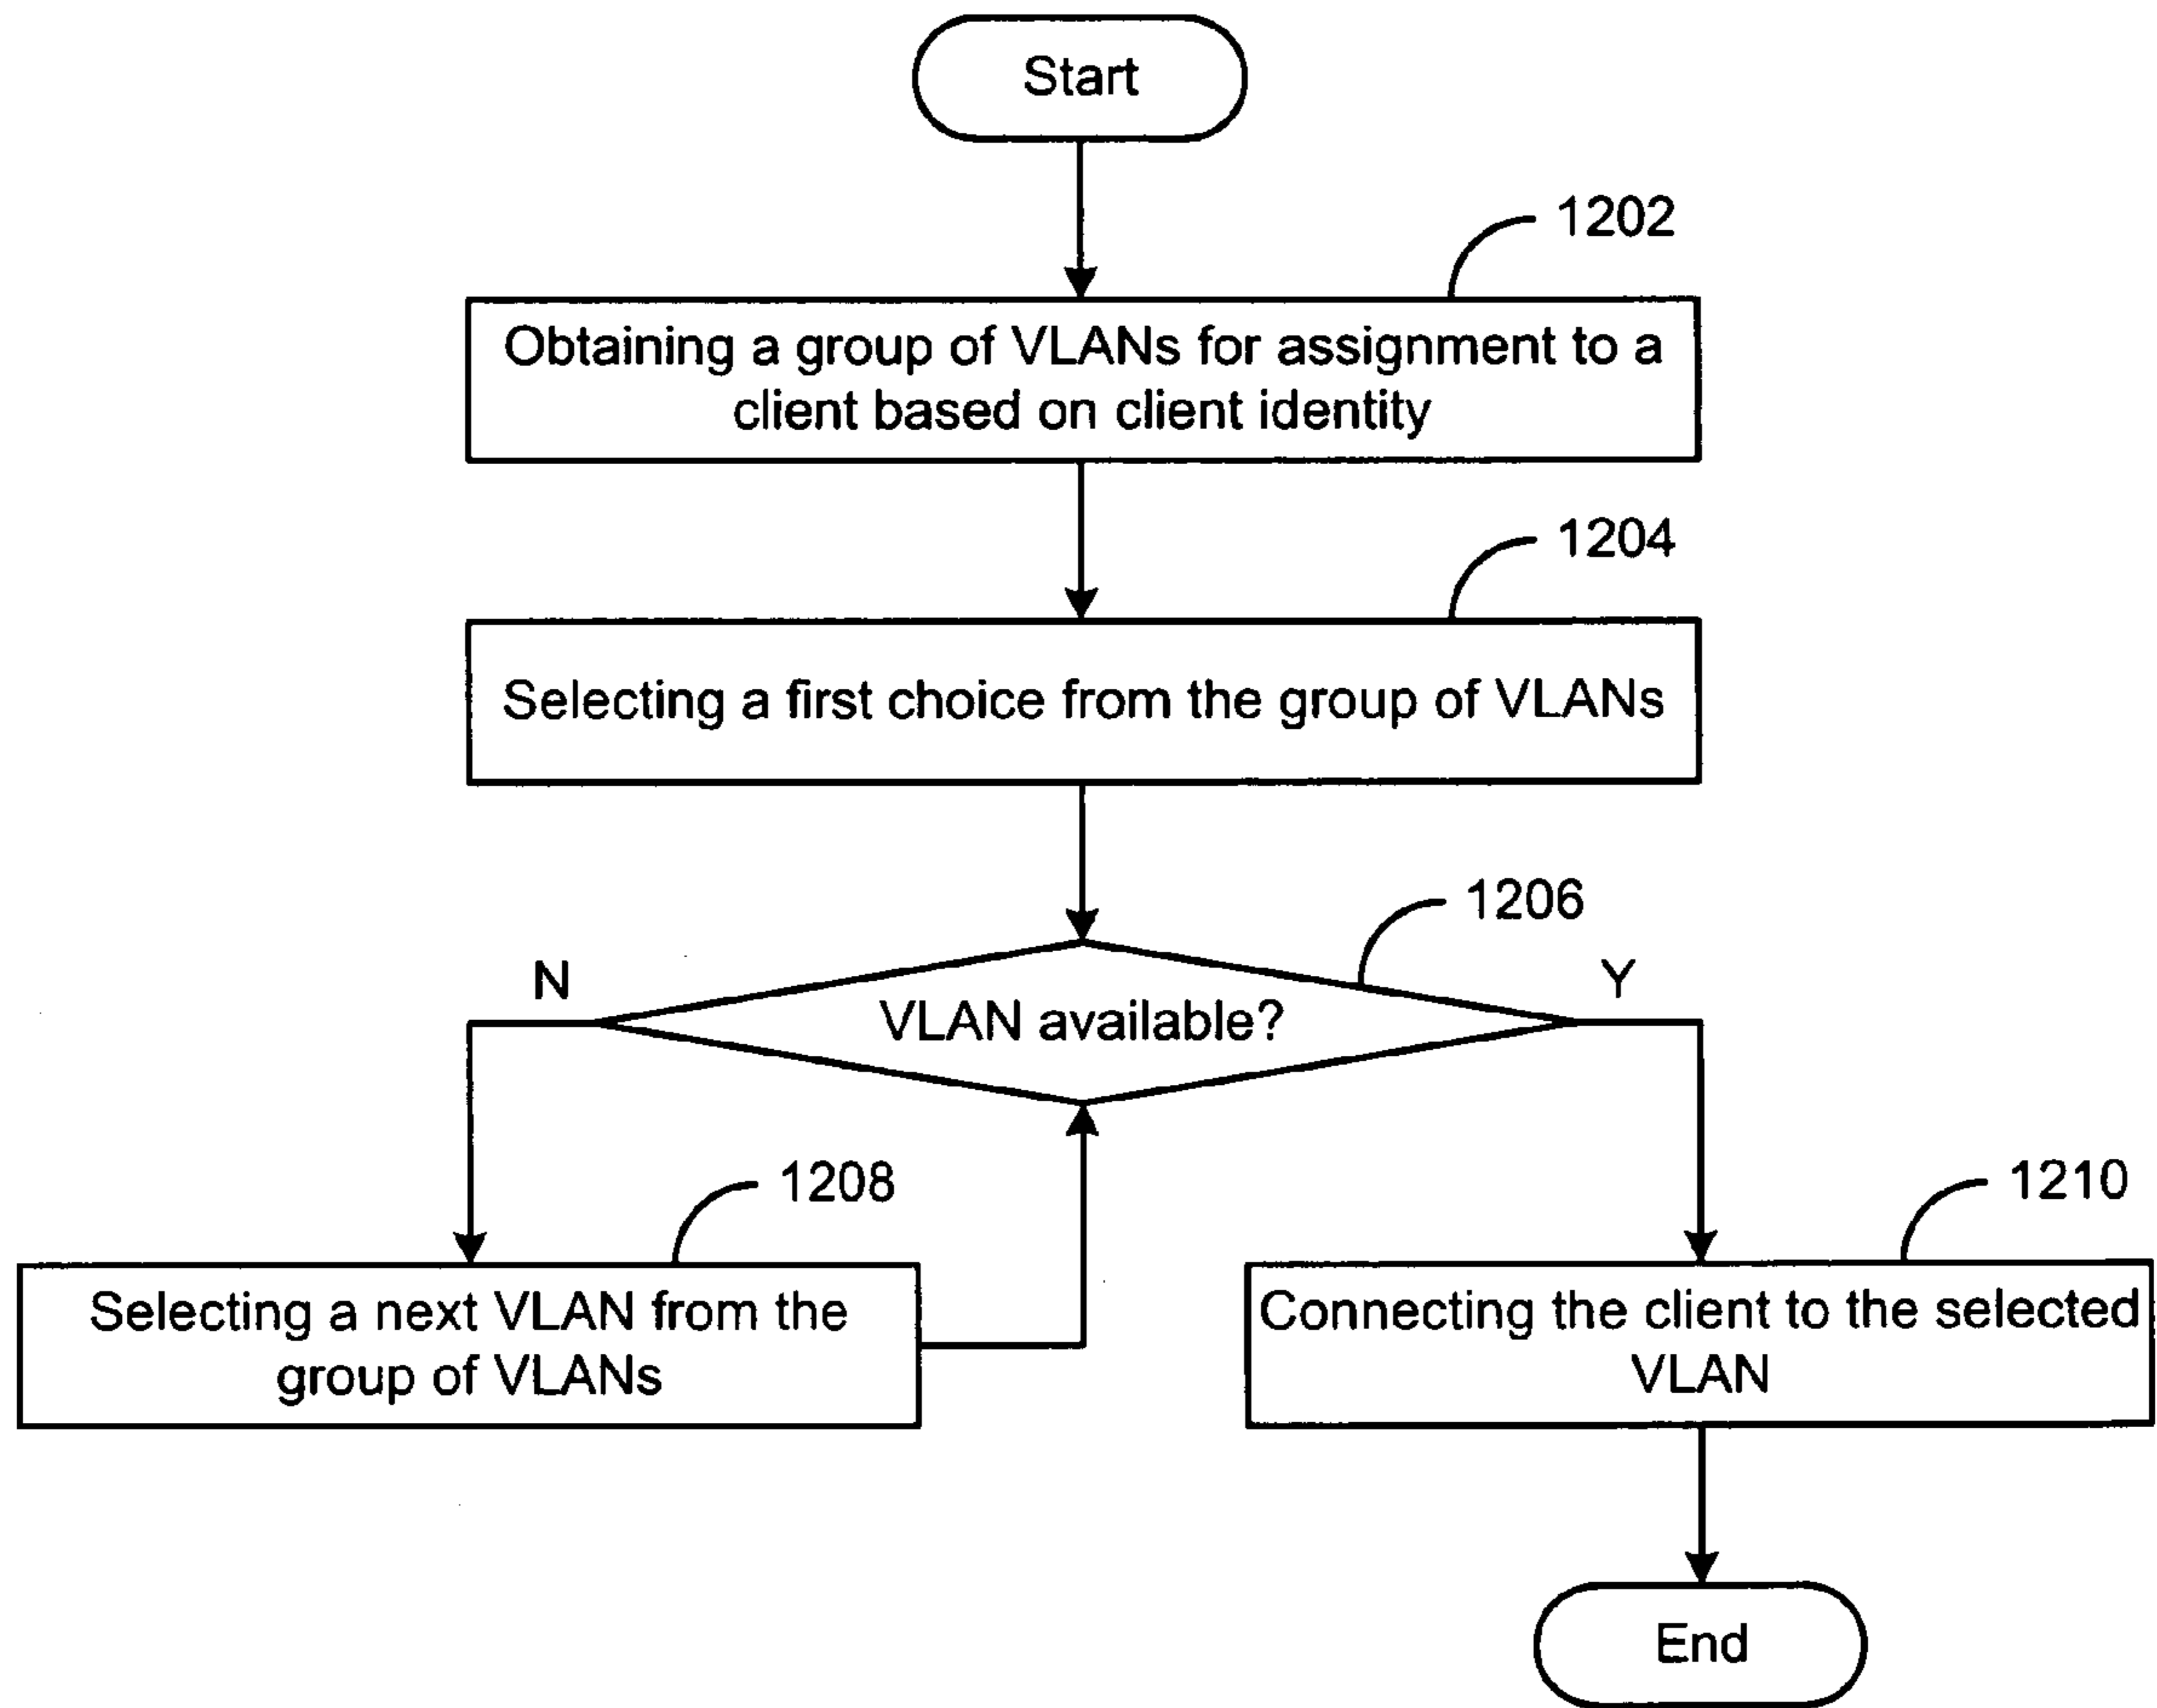 Start
1202
Obtaining a group of VLANs for assignment to a
client based on client identity
1204
Selecting a first choice from the group of VLANs
1206
N
Y
VLAN available?
1208
1210
Selecting a next VLAN from the
group of VLANs
Connecting the client to the selected
VLAN
End